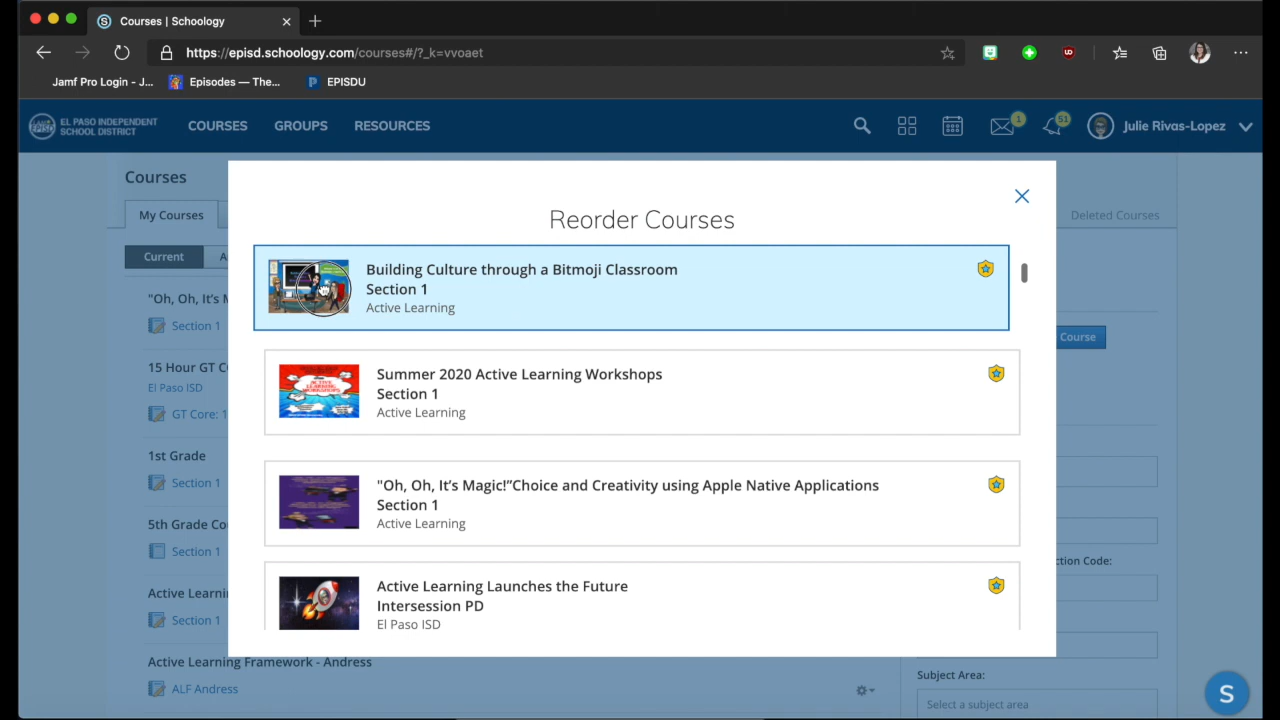 Courses | Schoology
https://episd.schoology.com/courses#/?_k=vvoaet
Jamf Pro Login - J...
Episodes — The...
EPISDU
EL PASO INDEPENDENT
SCHOOL DISTRICT
COURSES
GROUPS
RESOURCES
1
51
Julie Rivas-Lopez
Courses
My Courses
Deleted Courses
Current
"Oh, Oh, It's M
Section 1
15 Hour GT C
El Paso ISD
GT Core: 1
1st Grade
Section 1
5th Grade Co
Section 1
Active Learni
Section 1
Active Learning Framework - Andress
ALF Andress
Reorder Courses
Building Culture through a Bitmoji Classroom
Section 1
Active Learning
Summer 2020 Active Learning Workshops
Section 1
Active Learning
"Oh, Oh, It's Magic!"Choice and Creativity using Apple Native Applications
Section 1
Active Learning
Active Learning Launches the Future
Intersession PD
El Paso ISD
Course
ction Code:
Subject Area:
Select a subject area
S